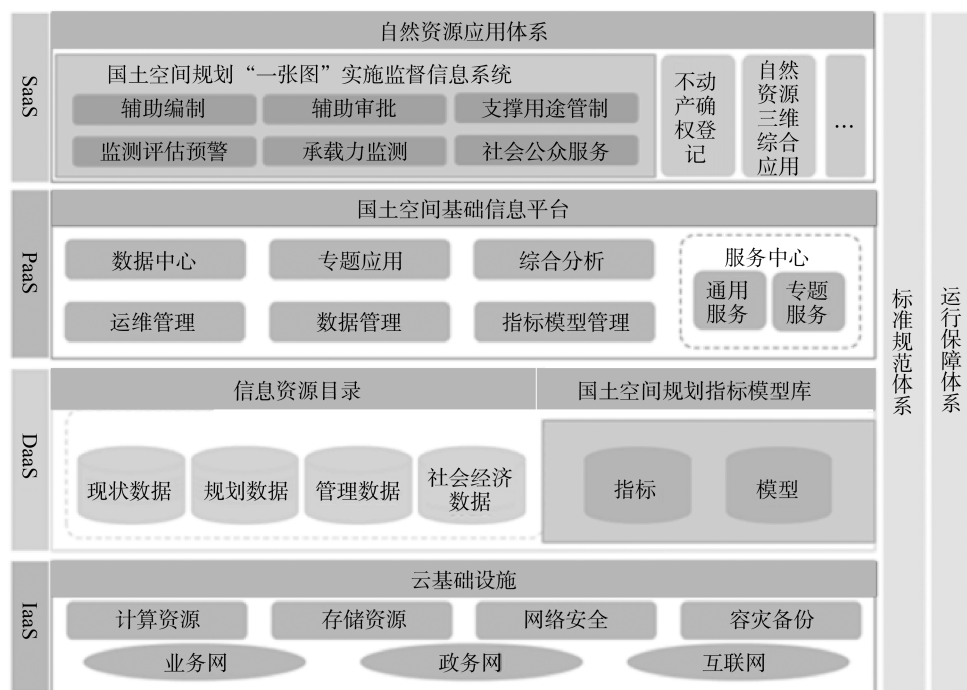 自然资源应用体系
SaaS
国土空间规划“一张图”实施监督信息系统
辅助编制
辅助审批
支撑用途管制
监测评估预警
承载力监测
社会公众服务
不动
产确
权登
记
自然
资源
三维
综合
应用
…
国土空间基础信息平台
PaaS
数据中心
专题应用
综合分析
运维管理
数据管理
指标模型管理
服务中心
通用
服务
专题
服务
信息资源目录
国土空间规划指标模型库
DaaS
现状数据
规划数据
管理数据
社会经济
数据
指标
模型
云基础设施
IaaS
计算资源
存储资源
网络安全
容灾备份
业务网
政务网
互联网
标准规范体系
运行保障体系